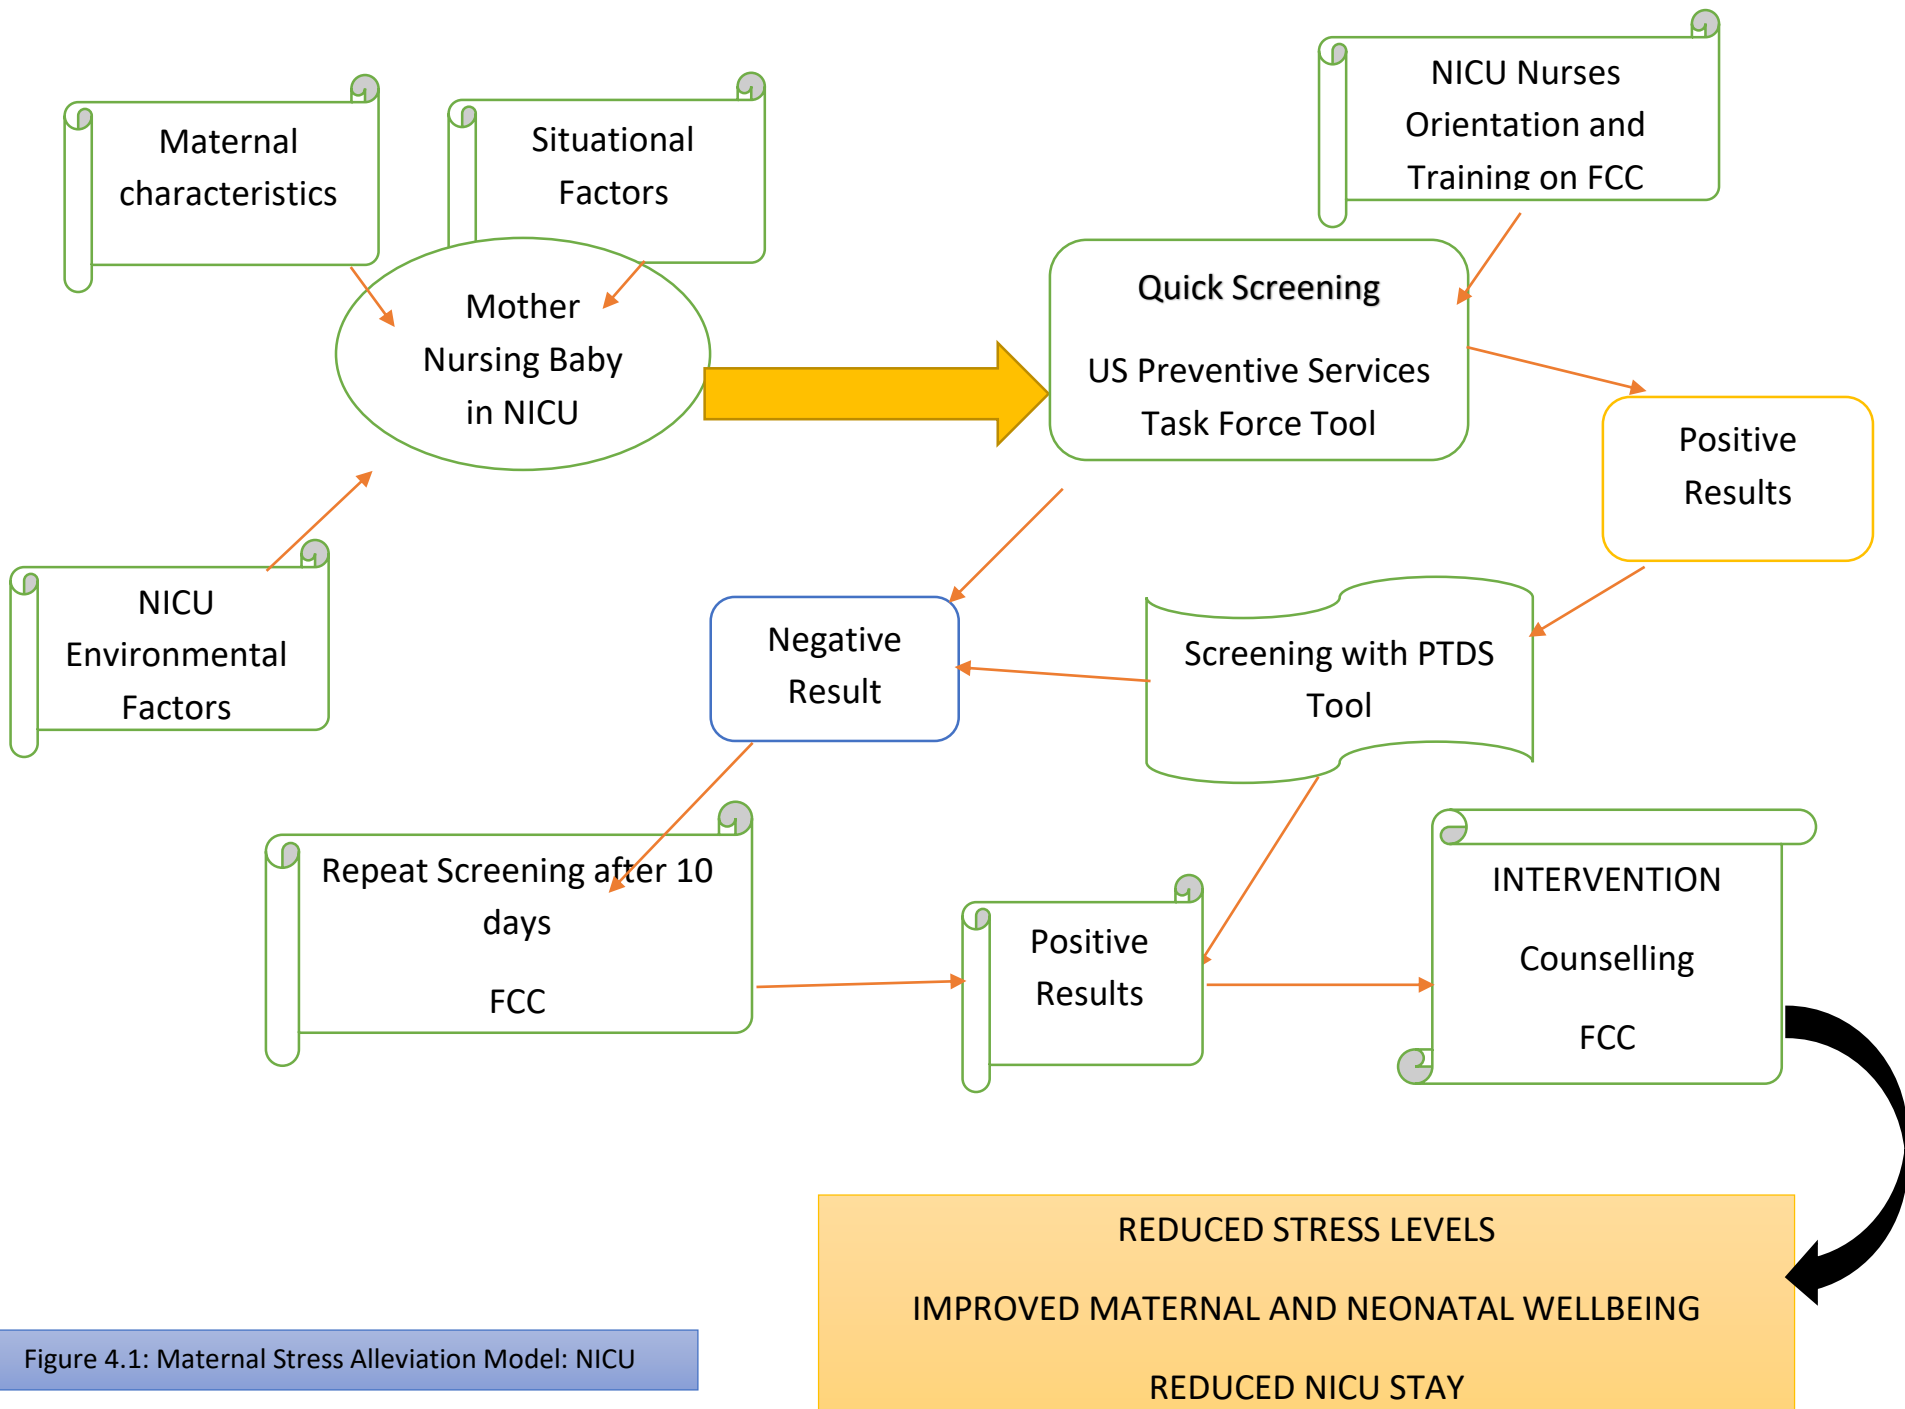 Maternal
characteristics
Situational
Factors
NICU Nurses
Orientation and
Training on FCC
Mother
Nursing Baby
in NICU
Quick Screening
US Preventive Services
Task Force Tool
Positive
Results
NICU
Environmental
Factors
Negative
Result
Screening with PTDS
Tool
Repeat Screening after 10
days
FCC
Positive
Results
INTERVENTION
Counselling
FCC
REDUCED STRESS LEVELS
IMPROVED MATERNAL AND NEONATAL WELLBEING
REDUCED NICU STAY
Figure 4.1: Maternal Stress Alleviation Model: NICU